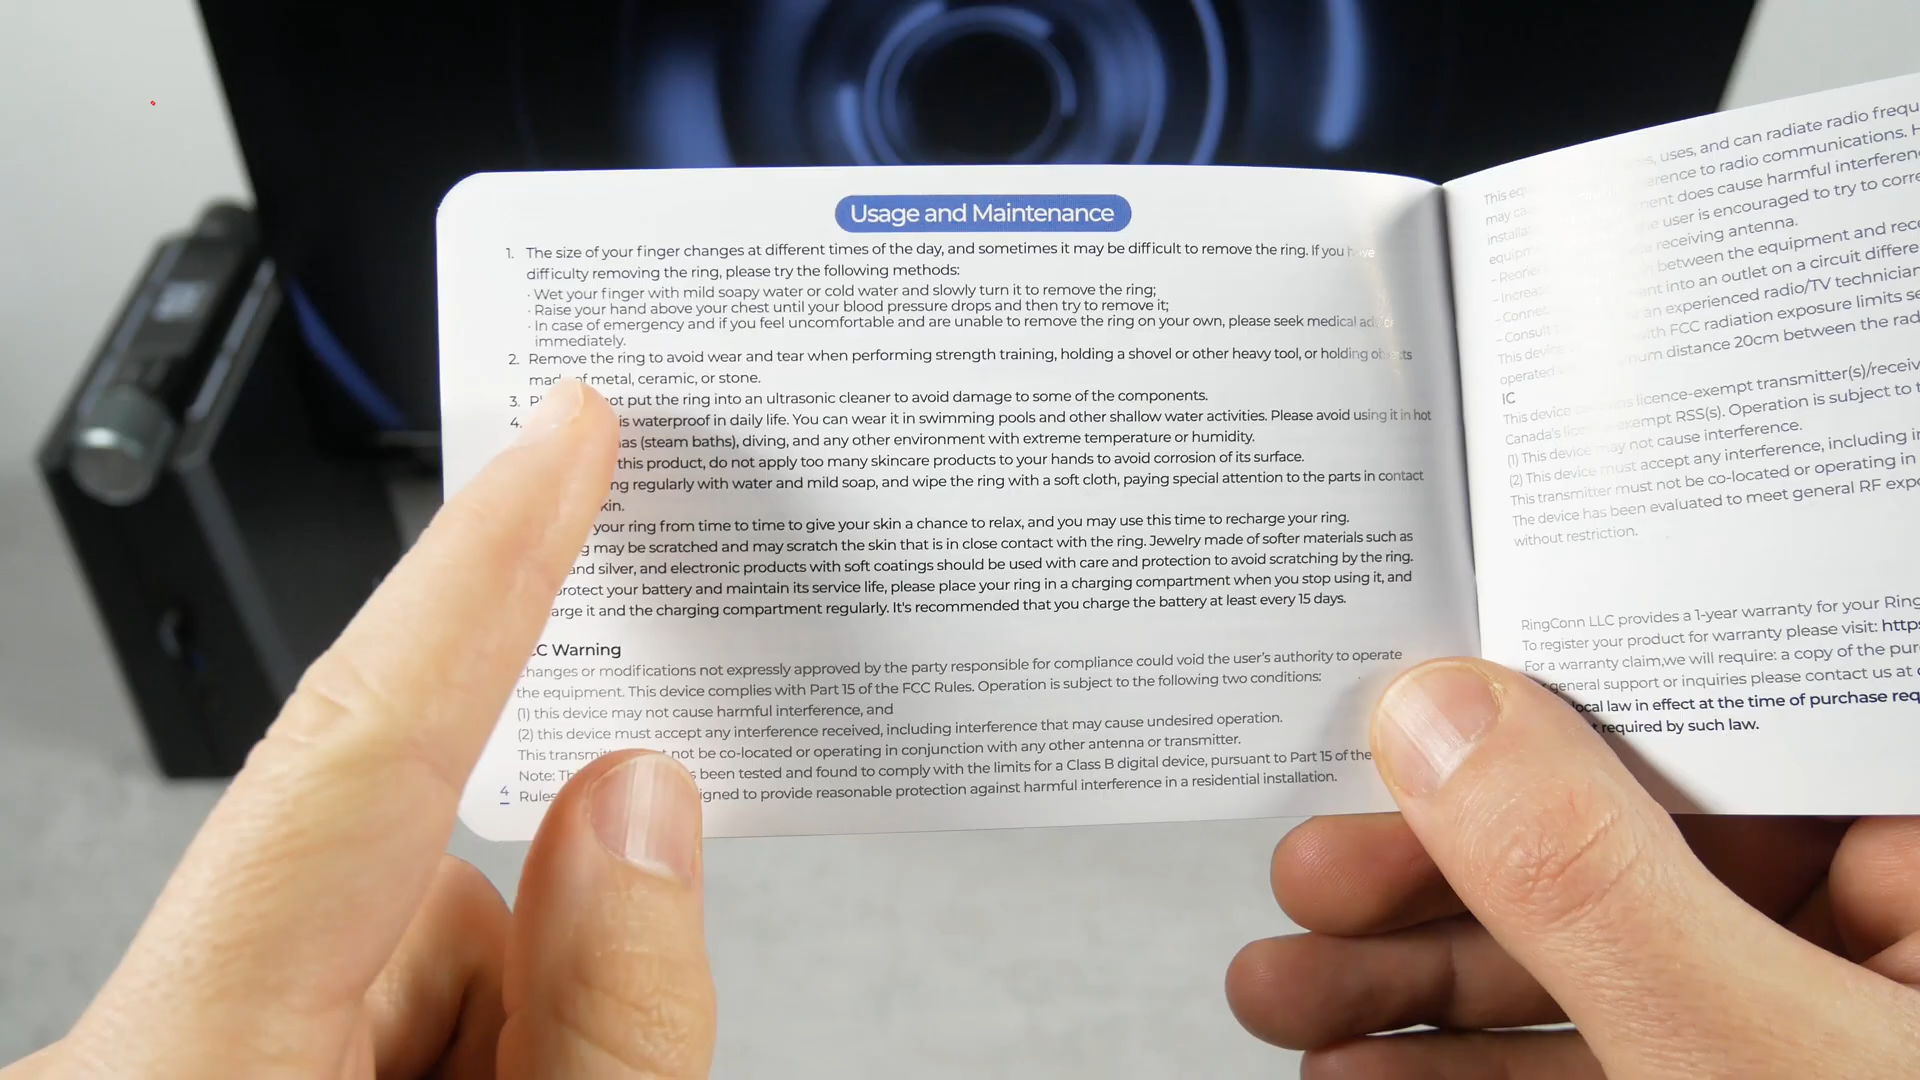 Usage and Maintenance
1. The size of your finger changes at different times of the day, and sometimes it may be difficult to remove the ring. If you have
difficulty removing the ring, please try the following methods:
· Wet your finger with mild soapy water or cold water and slowly turn it to remove the ring;
· Raise your hand above your chest until your blood pressure drops and then try to remove it;
· In case of emergency and if you feel uncomfortable and are unable to remove the ring on your own, please seek medical
immediately.
2. Remove the ring to avoid wear and tear when performing strength training, holding a shovel or other heavy tool, or holding
of metal, ceramic, or stone.
3. put the ring into an ultrasonic cleaner to avoid damage to some of the components.
4. is waterproof in daily life. You can wear it in swimming pools and other shallow water activities. Please avoid using it in hot
(steam baths), diving, and any other environment with extreme temperature or humidity.
this product, do not apply too many skincare products to your hands to avoid corrosion of its surface.
regularly with water and mild soap, and wipe the ring with a soft cloth, paying special attention to the parts in contact
your ring from time to time to give your skin a chance to relax, and you may use this time to recharge your ring.
may be scratched and may scratch the skin that is in close contact with the ring. Jewelry made of softer materials such as
and silver, and electronic products with soft coatings should be used with care and protection to avoid scratching by the ring.
protect your battery and maintain its service life, please place your ring in a charging compartment when you stop using it, and
it and the charging compartment regularly. It's recommended that you charge the battery at least every 15 days.
Warning
Changes or modifications not expressly approved by the party responsible for compliance could void the user's authority to operate
the equipment. This device complies with Part 15 of the FCC Rules. Operation is subject to the following two conditions:
(1) this device may not cause harmful interference, and
(2) this device must accept any interference received, including interference that may cause undesired operation.
This not be co-located or operating in conjunction with any other antenna or transmitter.
Note: been tested and found to comply with the limits for a Class B digital device, pursuant to Part 15 of the
Rules to provide reasonable protection against harmful interference in a residential installation.
4
This uses, and can radiate radio
may to radio communications.
does cause harmful
user is encouraged to try to
receiving antenna.
between the equipment and
into an outlet on a circuit
an experienced radio/TV technician
This with FCC radiation exposure limits
operated distance 20cm between the
IC
This device licence-exempt
Canada's RSS(s). Operation is subject to
(1) This device may not cause interference.
(2) This device must accept any interference, including
This transmitter must not be co-located or operating in
The device has been evaluated to meet general RF
without restriction.
RingConn LLC provides a 1-year warranty for your
To register your product for warranty please visit:
For a warranty claim,we will require: a copy of the
general support or inquiries please contact us at
local law in effect at the time of purchase
required by such law.